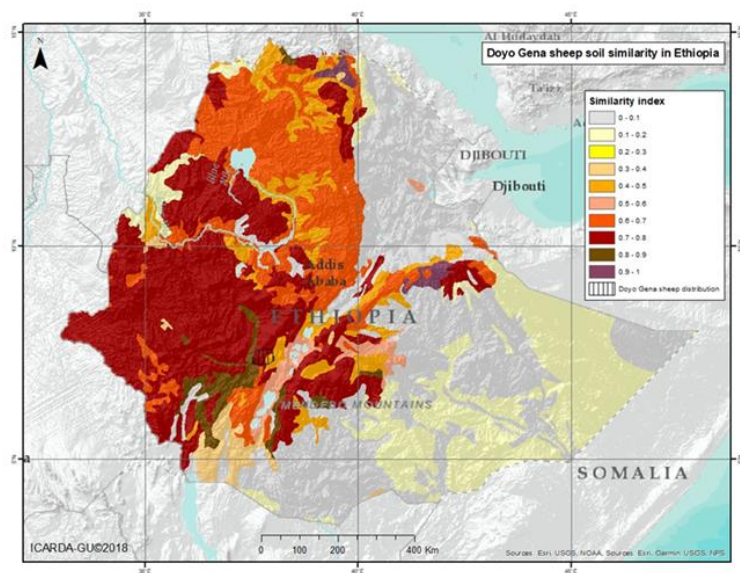 Al Hudaydah
Doyo Gena sheep soil similarity in Ethiopia
Ta'izz
Similarity index
0 - 0.1
0.1 - 0.2
0.2 - 0.3
0.3 - 0.4
0.4 - 0.5
0.5 - 0.6
0.6 - 0.7
0.7 - 0.8
0.8 - 0.9
0.9 - 1
Doyo Gena sheep distribution
N
DJIBOUTI
Djibouti
Addis
Ababa
ETHIOPIA
MOUNTAINS
SOMALIA
0 100 200 400 Km
ICARDA-GU©2018
Sources: Esri, USGS, NOAA, Sources: Esri, Garmin, USGS, NPS